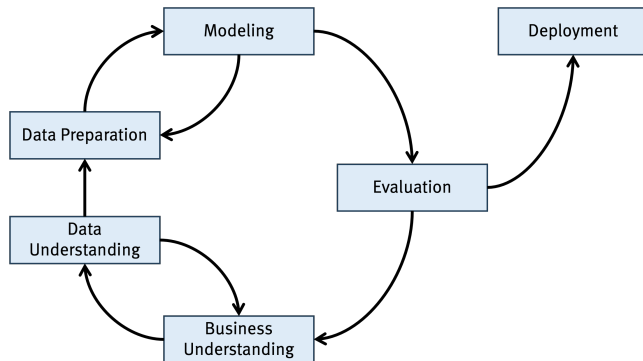 Modeling
Deployment
Data Preparation
Evaluation
Data
Understanding
Business
Understanding